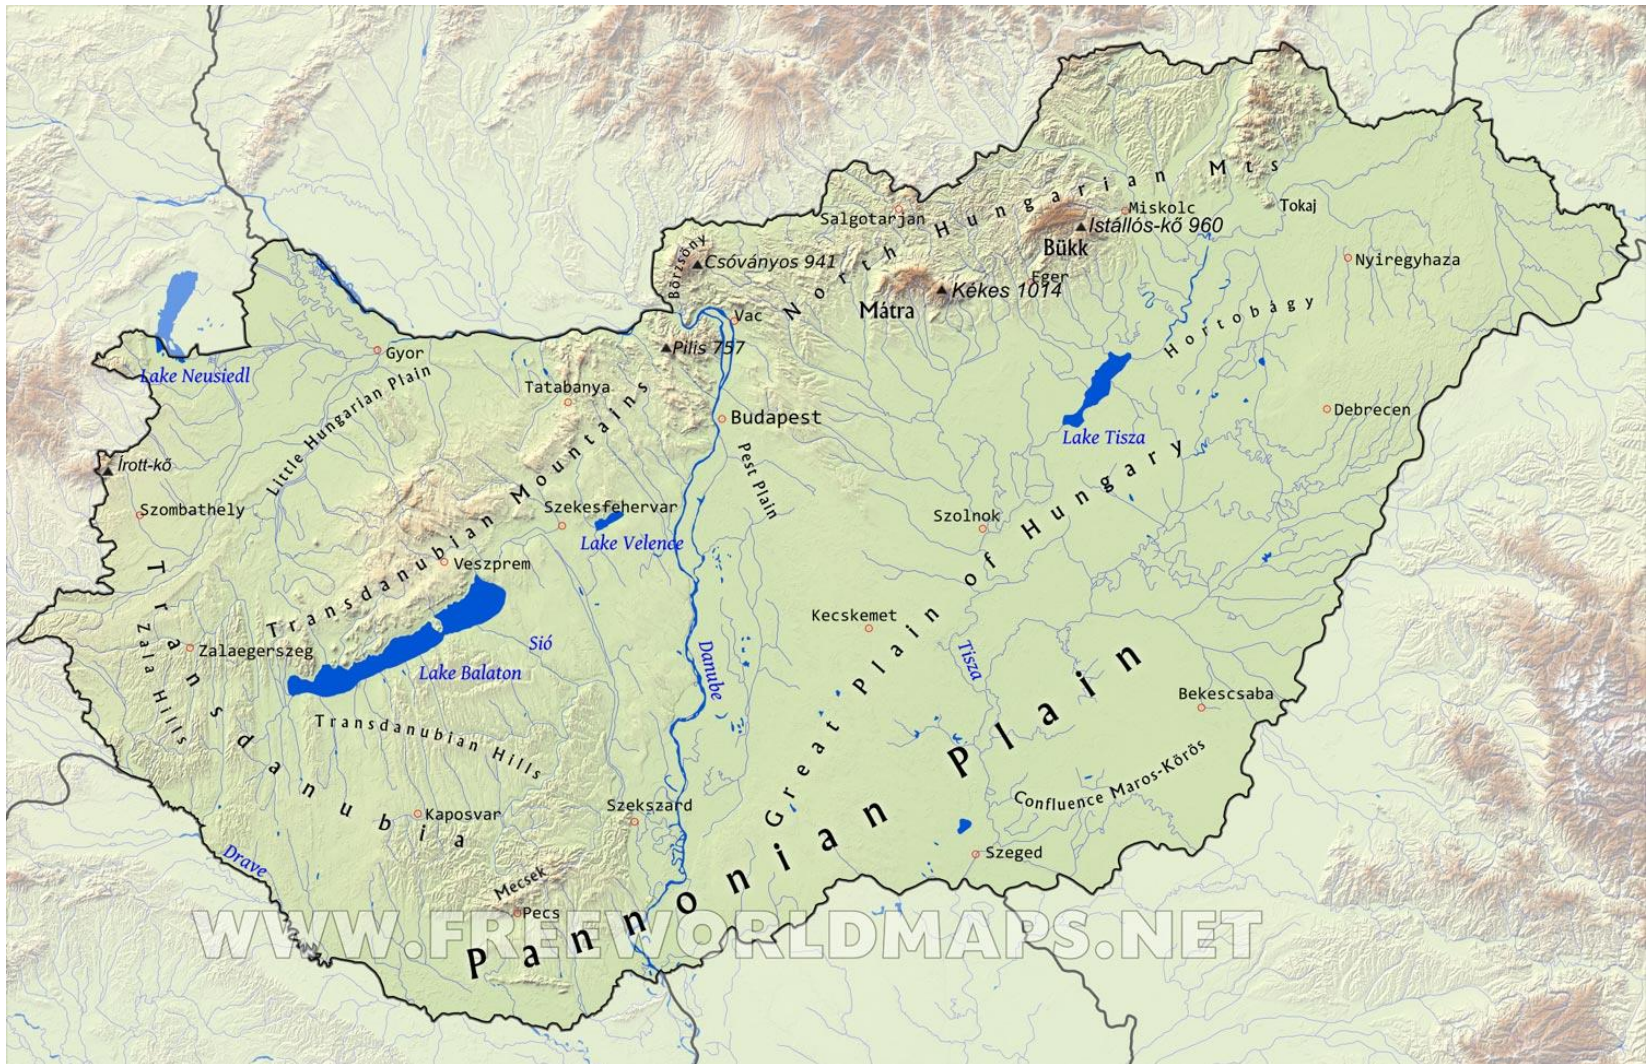 Salgotarjan
North Hungarian Mts
Miskolc
Istállós-kő 960
Bükk
Tokaj
Börzsöny
Csóványos 941
Eger
Kékes 1014
Mátra
Nyiregyhaza
Hortobágy
Vac
Pilis 757
Gyor
Lake Neusiedl
Little Hungarian Plain
Tatabanya
Budapest
Pest Plain
Debrecen
Lake Tisza
Írott-kő
Szombathely
Transdanubian Mountains
Szekesfehervar
Lake Velence
Szolnok
Great Plain of Hungary
Veszprem
Transdanubia
Zala Hills
Zalaegerszeg
Lake Balaton
Sió
Danube
Kecskemet
Tisza
Bekescsaba
Transdanubian Hills
Pannonian Plain
Confluence Maros-Körös
Kaposvar
Szekszard
Szeged
Drave
Mecsek
Pecs
WWW.FREEWORLDMAPS.NET